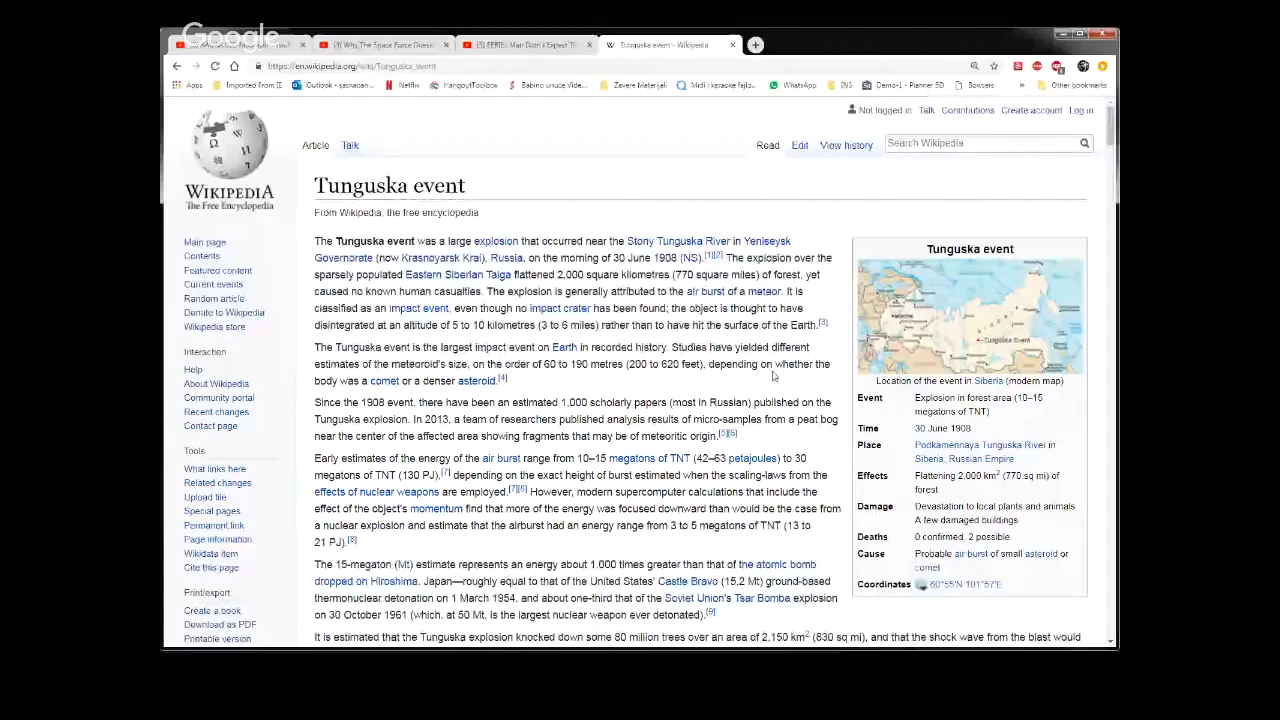 Google
Why The Space Force
Tunguska event - Wikipedia
https://en.wikipedia.org/wiki/Tunguska_event
Apps Imported From IE Outlook - sashaoan... Netflix HangoutToolbox Babino unuce Vide... Zavere Materijali Midi i karaoke fajlo... WhatsApp Demo-1 - Planner 5D Bowsers » Other bookmarks
Not logged in Talk Contributions Create account Log in
Article Talk Read Edit View history Search Wikipedia
WIKIPEDIA
The Free Encyclopedia
Main page
Contents
Featured content
Current events
Random article
Donate to Wikipedia
Wikipedia store
Interaction
Help
About Wikipedia
Community portal
Recent changes
Contact page
Tools
What links here
Related changes
Upload file
Special pages
Permanent link
Page information
Wikidata item
Cite this page
Print/export
Create a book
Download as PDF
Printable version
Tunguska event
From Wikipedia, the free encyclopedia
The Tunguska event was a large explosion that occurred near the Stony Tunguska River in Yeniseysk
Governorate (now Krasnoyarsk Krai), Russia, on the morning of 30 June 1908 (NS).[1][2] The explosion over the
sparsely populated Eastern Siberian Taiga flattened 2,000 square kilometres (770 square miles) of forest, yet
caused no known human casualties. The explosion is generally attributed to the air burst of a meteor. It is
classified as an impact event, even though no impact crater has been found; the object is thought to have
disintegrated at an altitude of 5 to 10 kilometres (3 to 6 miles) rather than to have hit the surface of the Earth.[3]
The Tunguska event is the largest impact event on Earth in recorded history. Studies have yielded different
estimates of the meteoroid's size, on the order of 60 to 190 metres (200 to 620 feet), depending on whether the
body was a comet or a denser asteroid.[4]
Since the 1908 event, there have been an estimated 1,000 scholarly papers (most in Russian) published on the
Tunguska explosion. In 2013, a team of researchers published analysis results of micro-samples from a peat bog
near the center of the affected area showing fragments that may be of meteoritic origin.[5][6]
Early estimates of the energy of the air burst range from 10–15 megatons of TNT (42–63 petajoules) to 30
megatons of TNT (130 PJ),[7] depending on the exact height of burst estimated when the scaling-laws from the
effects of nuclear weapons are employed.[7][8] However, modern supercomputer calculations that include the
effect of the object's momentum find that more of the energy was focused downward than would be the case from
a nuclear explosion and estimate that the airburst had an energy range from 3 to 5 megatons of TNT (13 to
21 PJ).[8]
The 15-megaton (Mt) estimate represents an energy about 1,000 times greater than that of the atomic bomb
dropped on Hiroshima, Japan—roughly equal to that of the United States' Castle Bravo (15.2 Mt) ground-based
thermonuclear detonation on 1 March 1954, and about one-third that of the Soviet Union's Tsar Bomba explosion
on 30 October 1961 (which, at 50 Mt, is the largest nuclear weapon ever detonated).[9]
It is estimated that the Tunguska explosion knocked down some 80 million trees over an area of 2,150 km2 (830 sq mi), and that the shock wave from the blast would
Tunguska event
Tunguska Event
Location of the event in Siberia (modern map)
Event Explosion in forest area (10–15
megatons of TNT)
Time 30 June 1908
Place Podkamennaya Tunguska River in
Siberia, Russian Empire
Effects Flattening 2,000 km2 (770 sq mi) of
forest
Damage Devastation to local plants and animals
A few damaged buildings
Deaths 0 confirmed, 2 possible
Cause Probable air burst of small asteroid or
comet
Coordinates 60°55′N 101°57′E